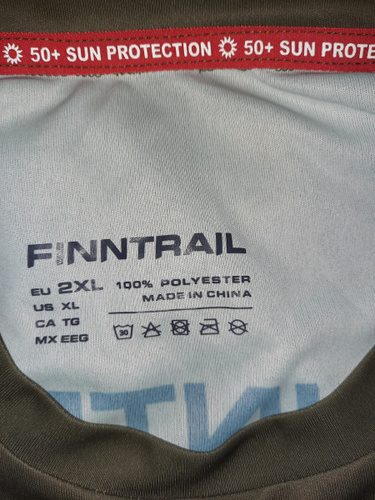 50+ SUN PROTECTION 50+ SUN PROTECTI
FINNTRAIL
EU 2XL 100% POLYESTER
US XL MADE IN CHINA
CA TG
MX EEG
30